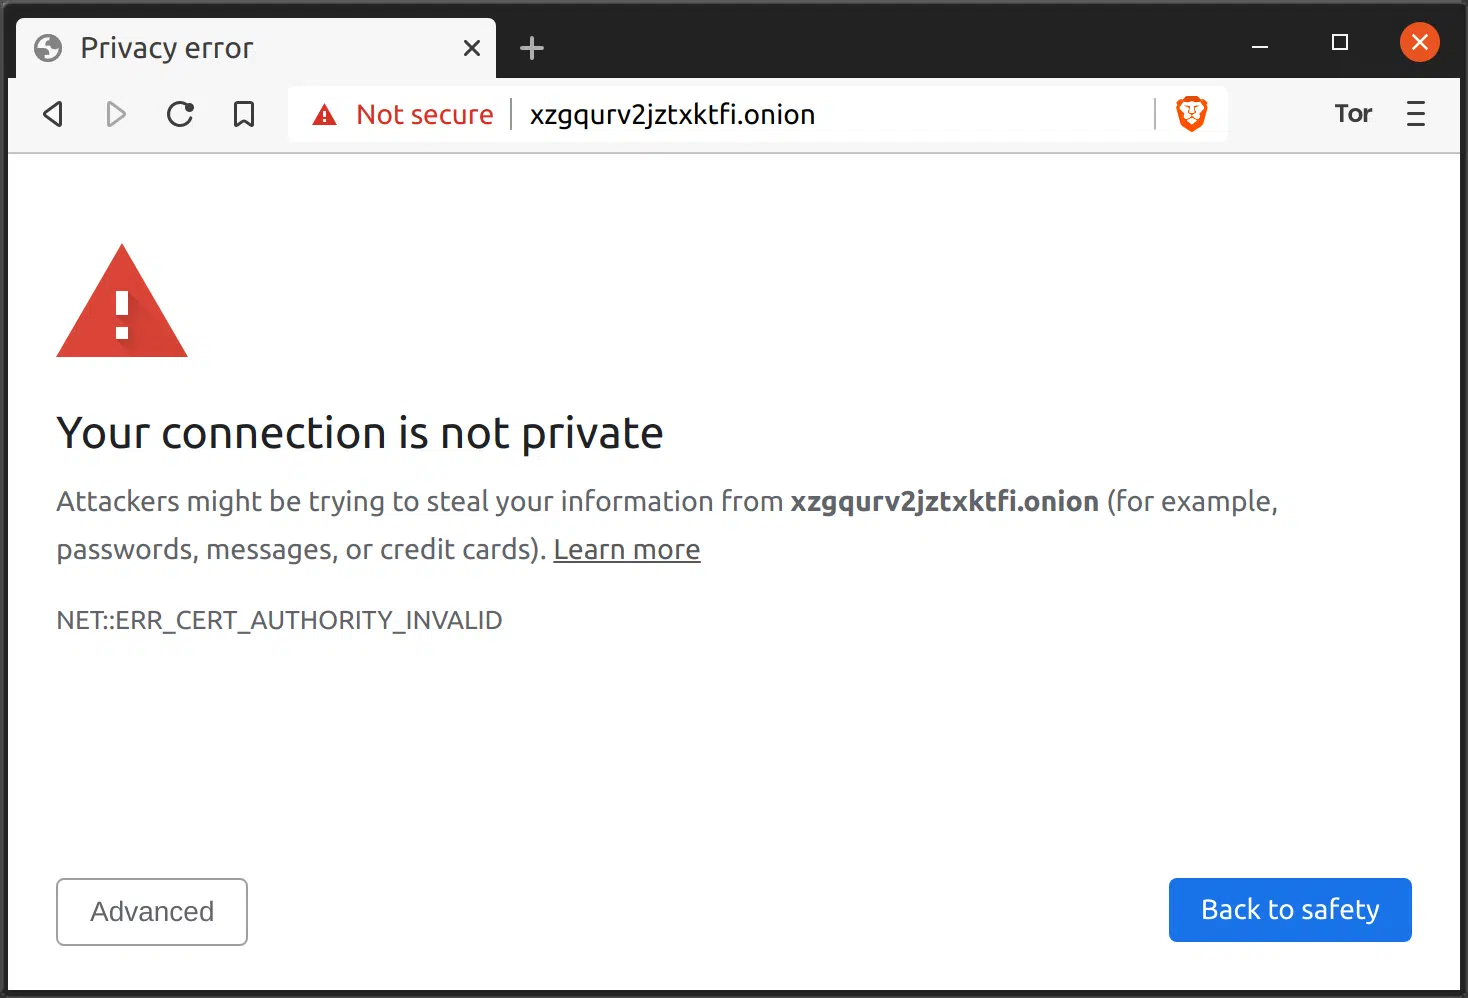 Privacy error
Not secure xzgqurv2jztxktfi.onion Tor
Your connection is not private
Attackers might be trying to steal your information from xzgqurv2jztxktfi.onion (for example,
passwords, messages, or credit cards). Learn more
NET::ERR_CERT_AUTHORITY_INVALID
Advanced Back to safety